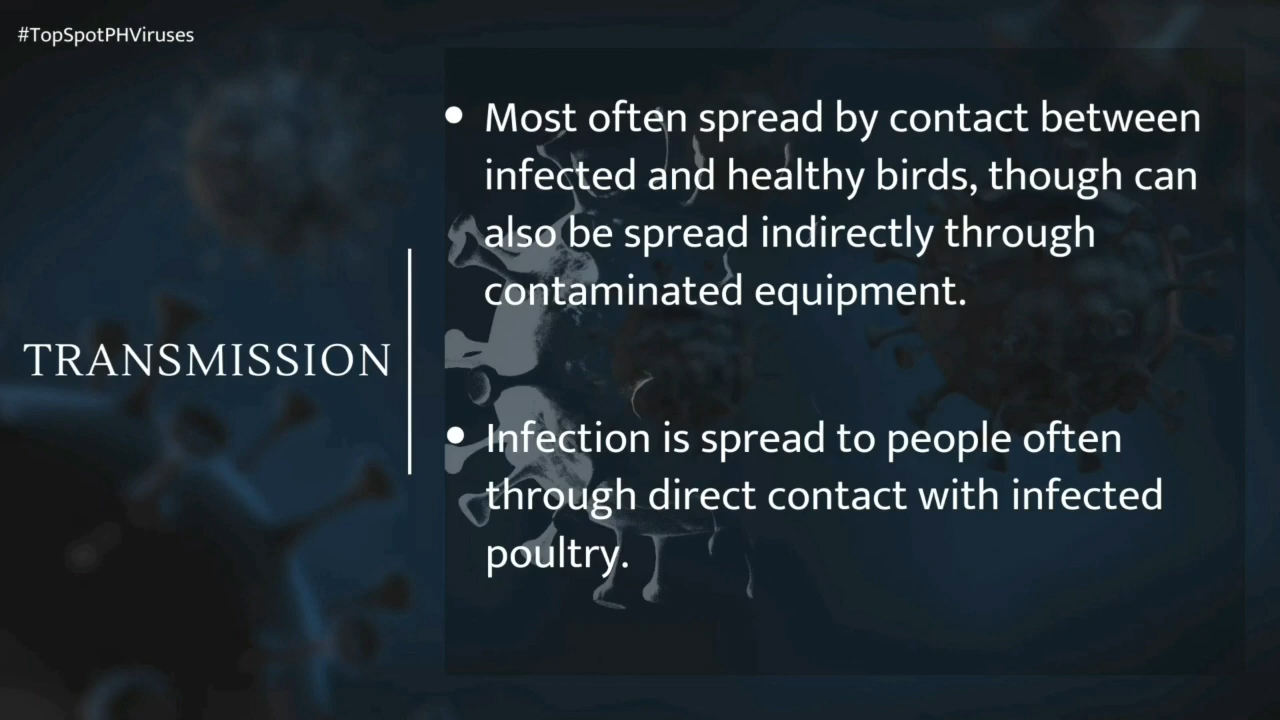 #TopSpotPHViruses
TRANSMISSION
• Most often spread by contact between
infected and healthy birds, though can
also be spread indirectly through
contaminated equipment.
• Infection is spread to people often
through direct contact with infected
poultry.